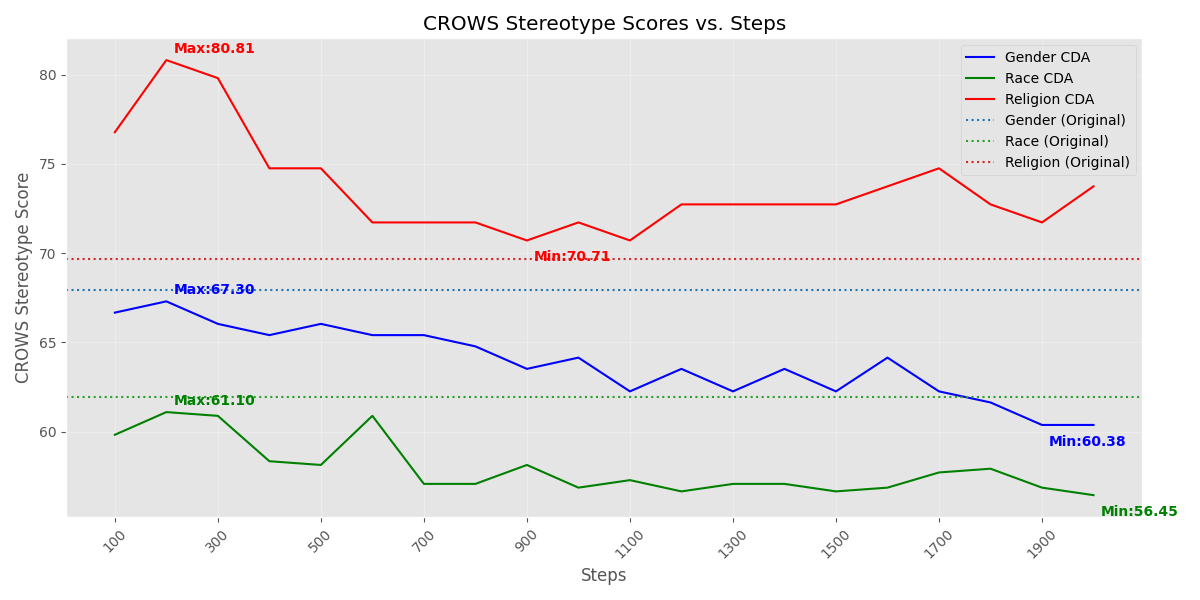 CROWS Stereotype Scores vs. Steps
Max:80.81
Gender CDA
Race CDA
Religion CDA
Gender (Original)
Race (Original)
Religion (Original)
Min:70.71
Max:67.30
Max:61.10
Min:60.38
Min:56.45
CROWS Stereotype Score
80
75
70
65
60
100
300
500
700
900
1100
1300
1500
1700
1900
Steps